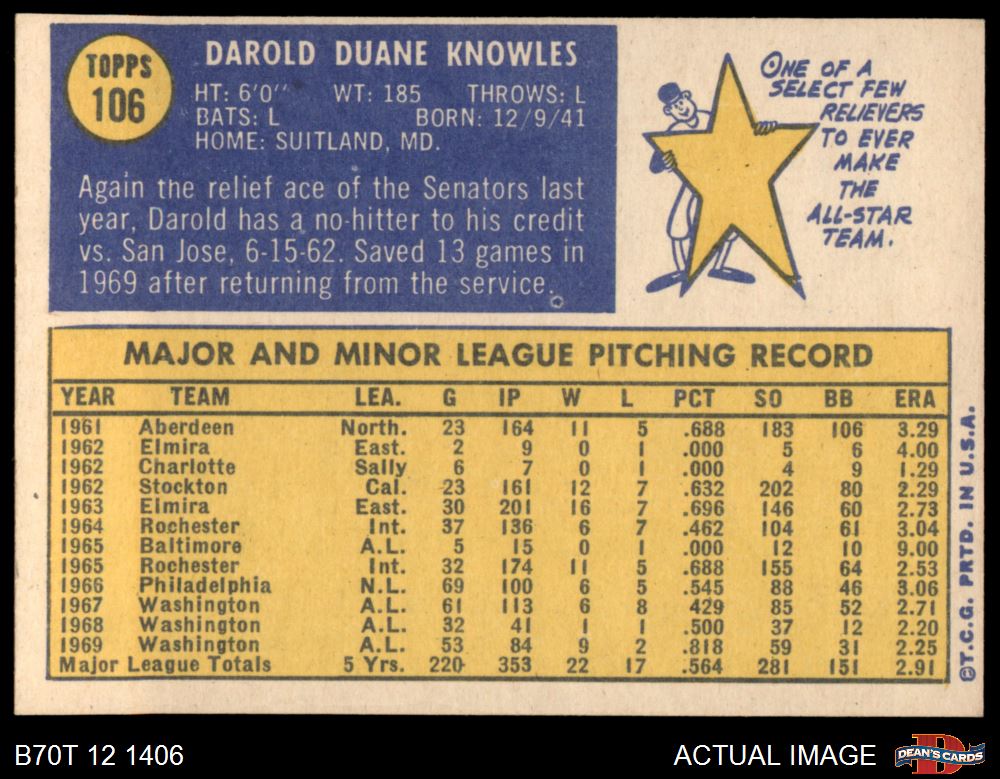 TOPPS
106
DAROLD DUANE KNOWLES
HT: 6'0" WT: 185 THROWS: L
BATS: L BORN: 12/9/41
HOME: SUITLAND, MD.
Again the relief ace of the Senators last
year, Darold has a no-hitter to his credit
vs. San Jose, 6-15-62. Saved 13 games in
1969 after returning from the service.
ONE OF A
SELECT FEW
RELIEVERS
TO EVER
MAKE
THE
ALL-STAR
TEAM.
MAJOR AND MINOR LEAGUE PITCHING RECORD
YEAR TEAM LEA. G IP W L PCT SO BB ERA
1961 Aberdeen North. 23 164 11 5 .688 183 106 3.29
1962 Elmira East. 2 9 0 1 .000 5 6 4.00
1962 Charlotte Sally 6 7 0 1 .000 4 9 1.29
1962 Stockton Cal. 23 161 12 7 .632 202 80 2.29
1963 Elmira East. 30 201 16 7 .696 146 60 2.73
1964 Rochester Int. 37 136 6 7 .462 104 61 3.04
1965 Baltimore A.L. 5 15 0 1 .000 12 10 9.00
1965 Rochester Int. 32 174 11 5 .688 155 64 2.53
1966 Philadelphia N.L. 69 100 6 5 .545 88 46 3.06
1967 Washington A.L. 61 113 6 8 429 85 52 2.71
1968 Washington A.L. 32 41 1 1 .500 37 12 2.20
1969 Washington A.L. 53 84 9 2 .818 59 31 2.25
Major League Totals 5 Yrs. 220 353 22 17 .564 281 151 2.91
©T.C.G. PRTD. IN U.S.A.
B70T 12 1406
ACTUAL IMAGE
DEAN'S CARDS